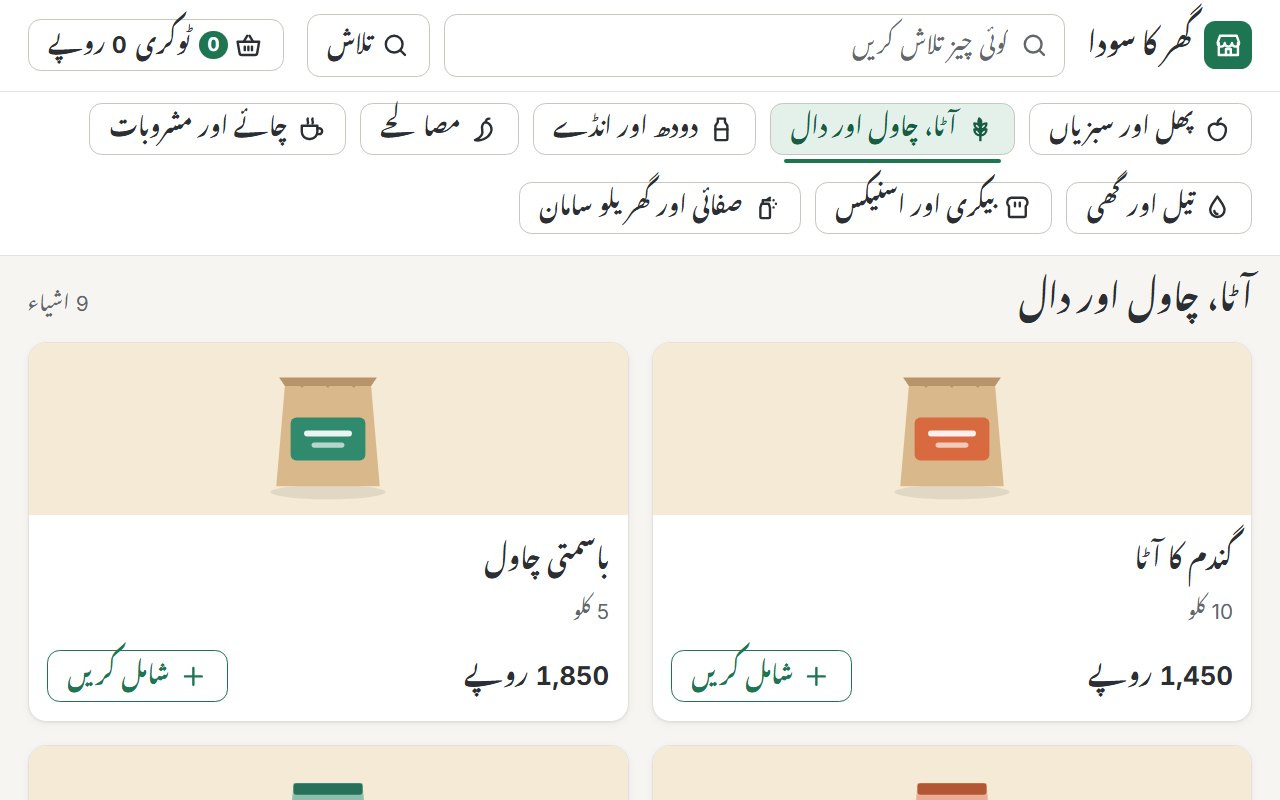 گھر کا سودا
کوئی چیز تلاش کریں
تلاش
0 ٹوکری 0 روپے
پھل اور سبزیاں
آٹا، چاول اور دال
دودھ اور انڈے
مصالحے
چائے اور مشروبات
تیل اور گھی
بیکری اور اسنیکس
صفائی اور گھریلو سامان
آٹا، چاول اور دال
9 اشیاء
گندم کا آٹا
10 کلو
1,450 روپے
شامل کریں
باسمتی چاول
5 کلو
1,850 روپے
شامل کریں